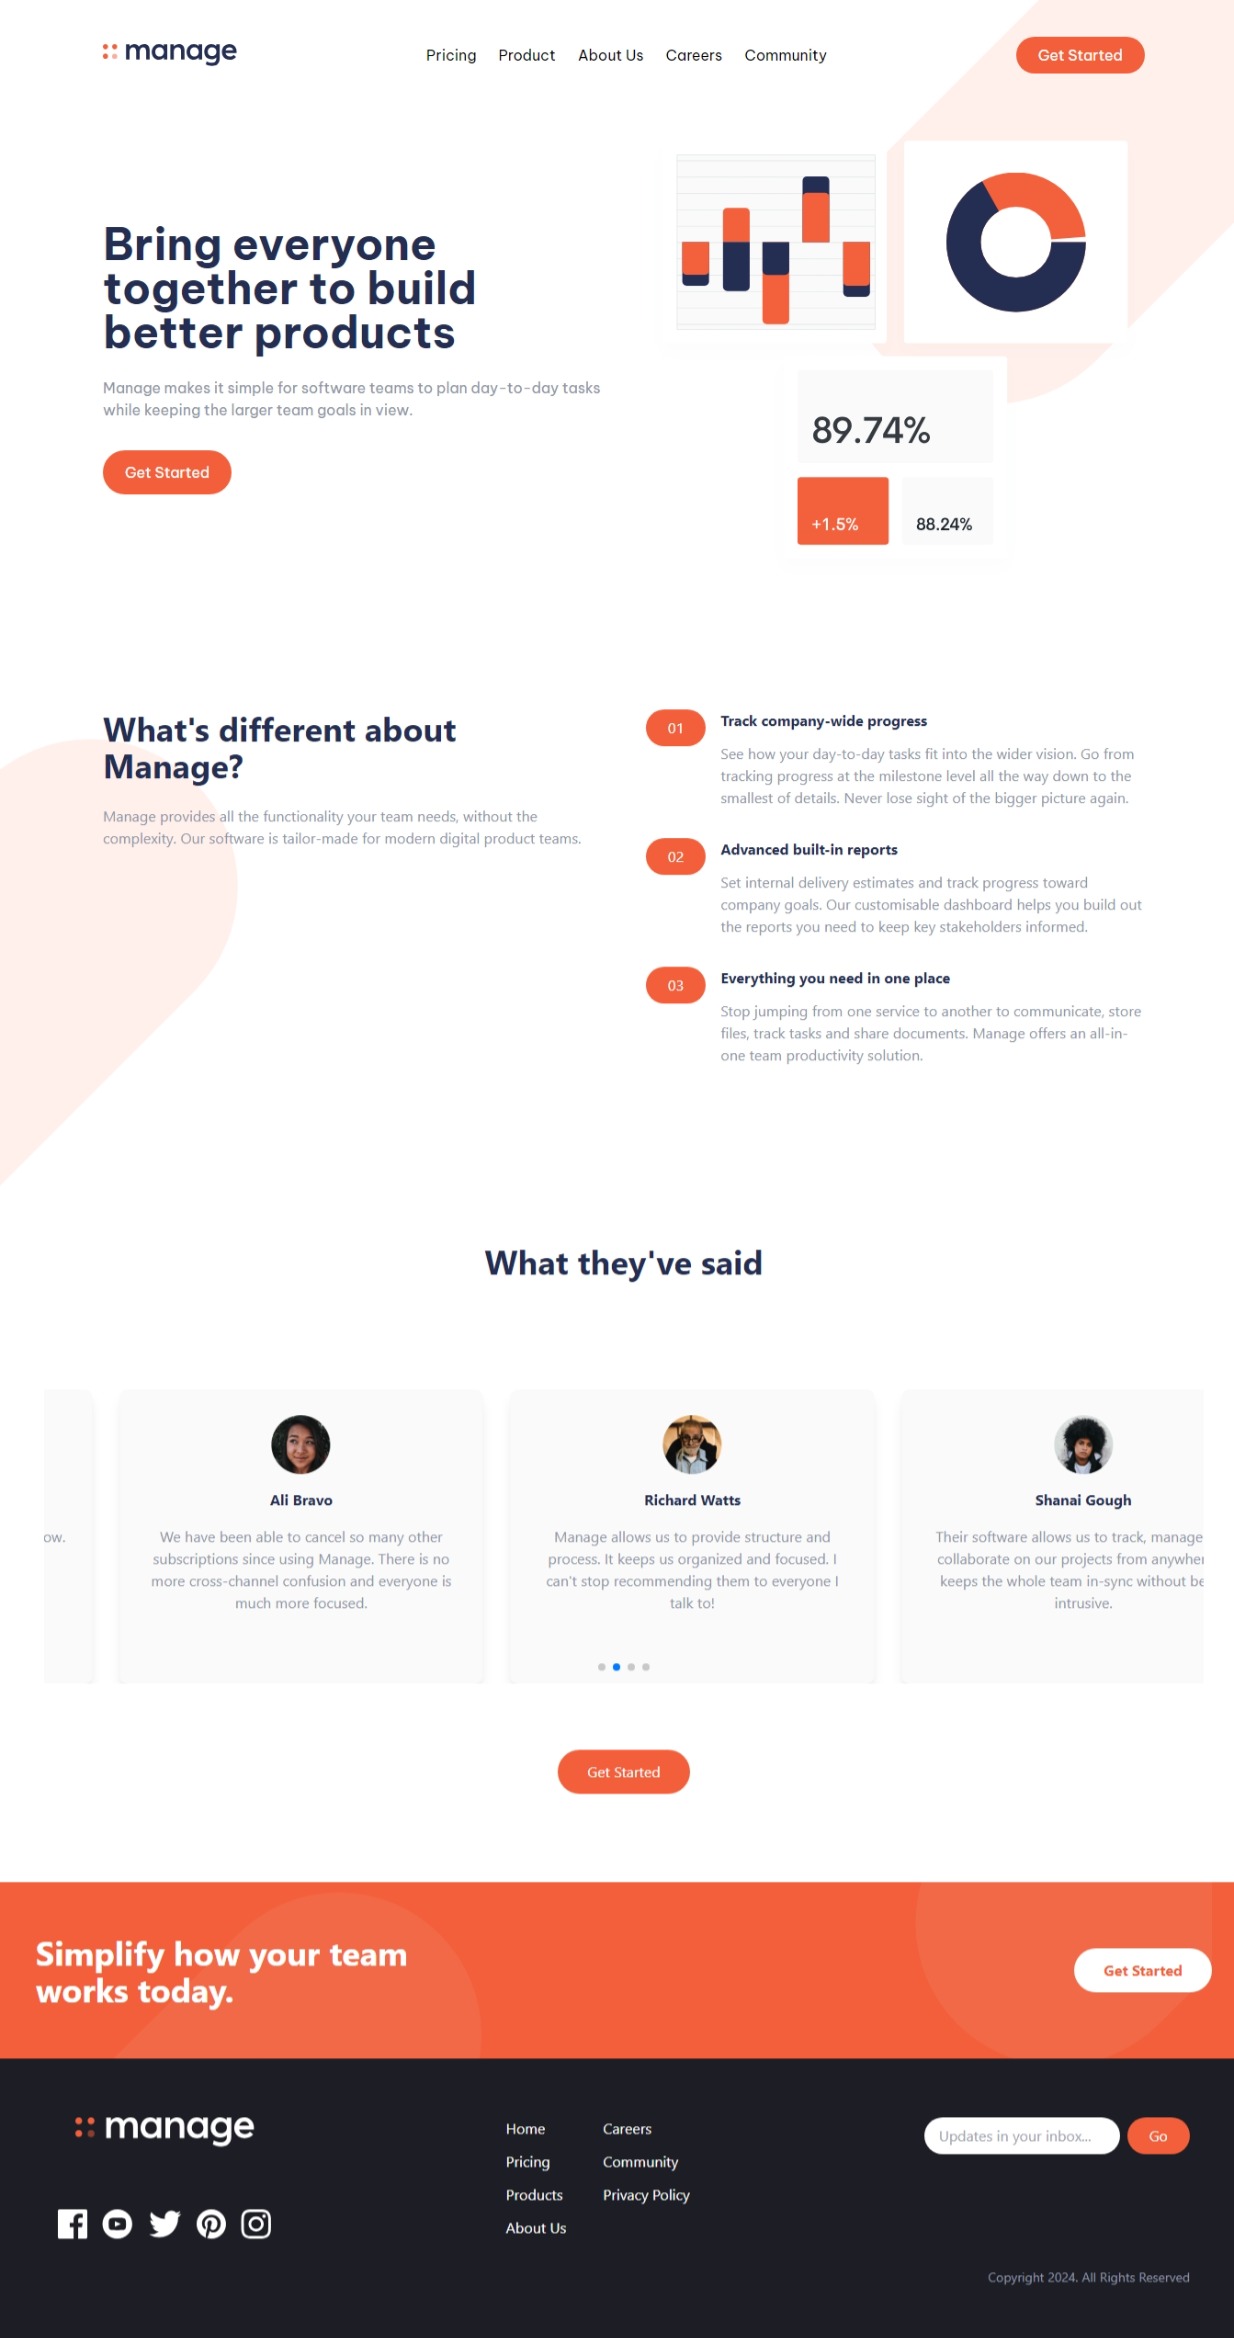 manage
Pricing Product About Us Careers Community
Get Started
Bring everyone
together to build
better products
Manage makes it simple for software teams to plan day-to-day tasks
while keeping the larger team goals in view.
Get Started
89.74%
+1.5%
88.24%
What's different about
Manage?
Manage provides all the functionality your team needs, without the
complexity. Our software is tailor-made for modern digital product teams.
01
Track company-wide progress
See how your day-to-day tasks fit into the wider vision. Go from
tracking progress at the milestone level all the way down to the
smallest of details. Never lose sight of the bigger picture again.
02
Advanced built-in reports
Set internal delivery estimates and track progress toward
company goals. Our customisable dashboard helps you build out
the reports you need to keep key stakeholders informed.
03
Everything you need in one place
Stop jumping from one service to another to communicate, store
files, track tasks and share documents. Manage offers an all-in-
one team productivity solution.
What they've said
ow.
Ali Bravo
We have been able to cancel so many other
subscriptions since using Manage. There is no
more cross-channel confusion and everyone is
much more focused.
Richard Watts
Manage allows us to provide structure and
process. It keeps us organized and focused. I
can't stop recommending them to everyone I
talk to!
Shanai Gough
Their software allows us to track, manage
collaborate on our projects from anywher
keeps the whole team in-sync without be
intrusive.
Get Started
Simplify how your team
works today.
Get Started
manage
Home
Pricing
Products
About Us
Careers
Community
Privacy Policy
Updates in your inbox...
Go
Copyright 2024. All Rights Reserved